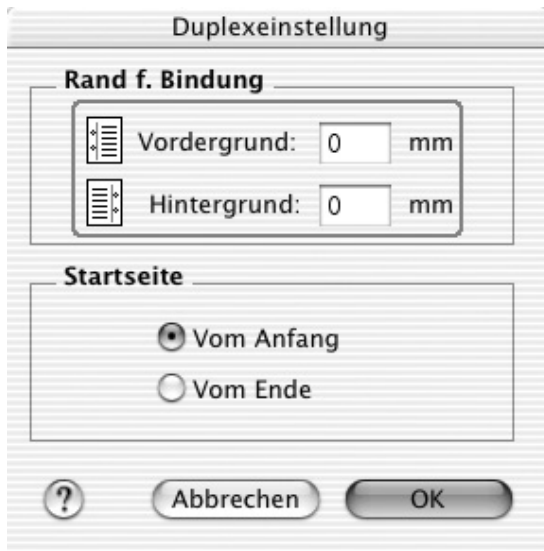 Duplexeinstellung
Rand f. Bindung
Vordergrund: 0 mm
Hintergrund: 0 mm
Startseite
Vom Anfang
Vom Ende
? Abbrechen OK